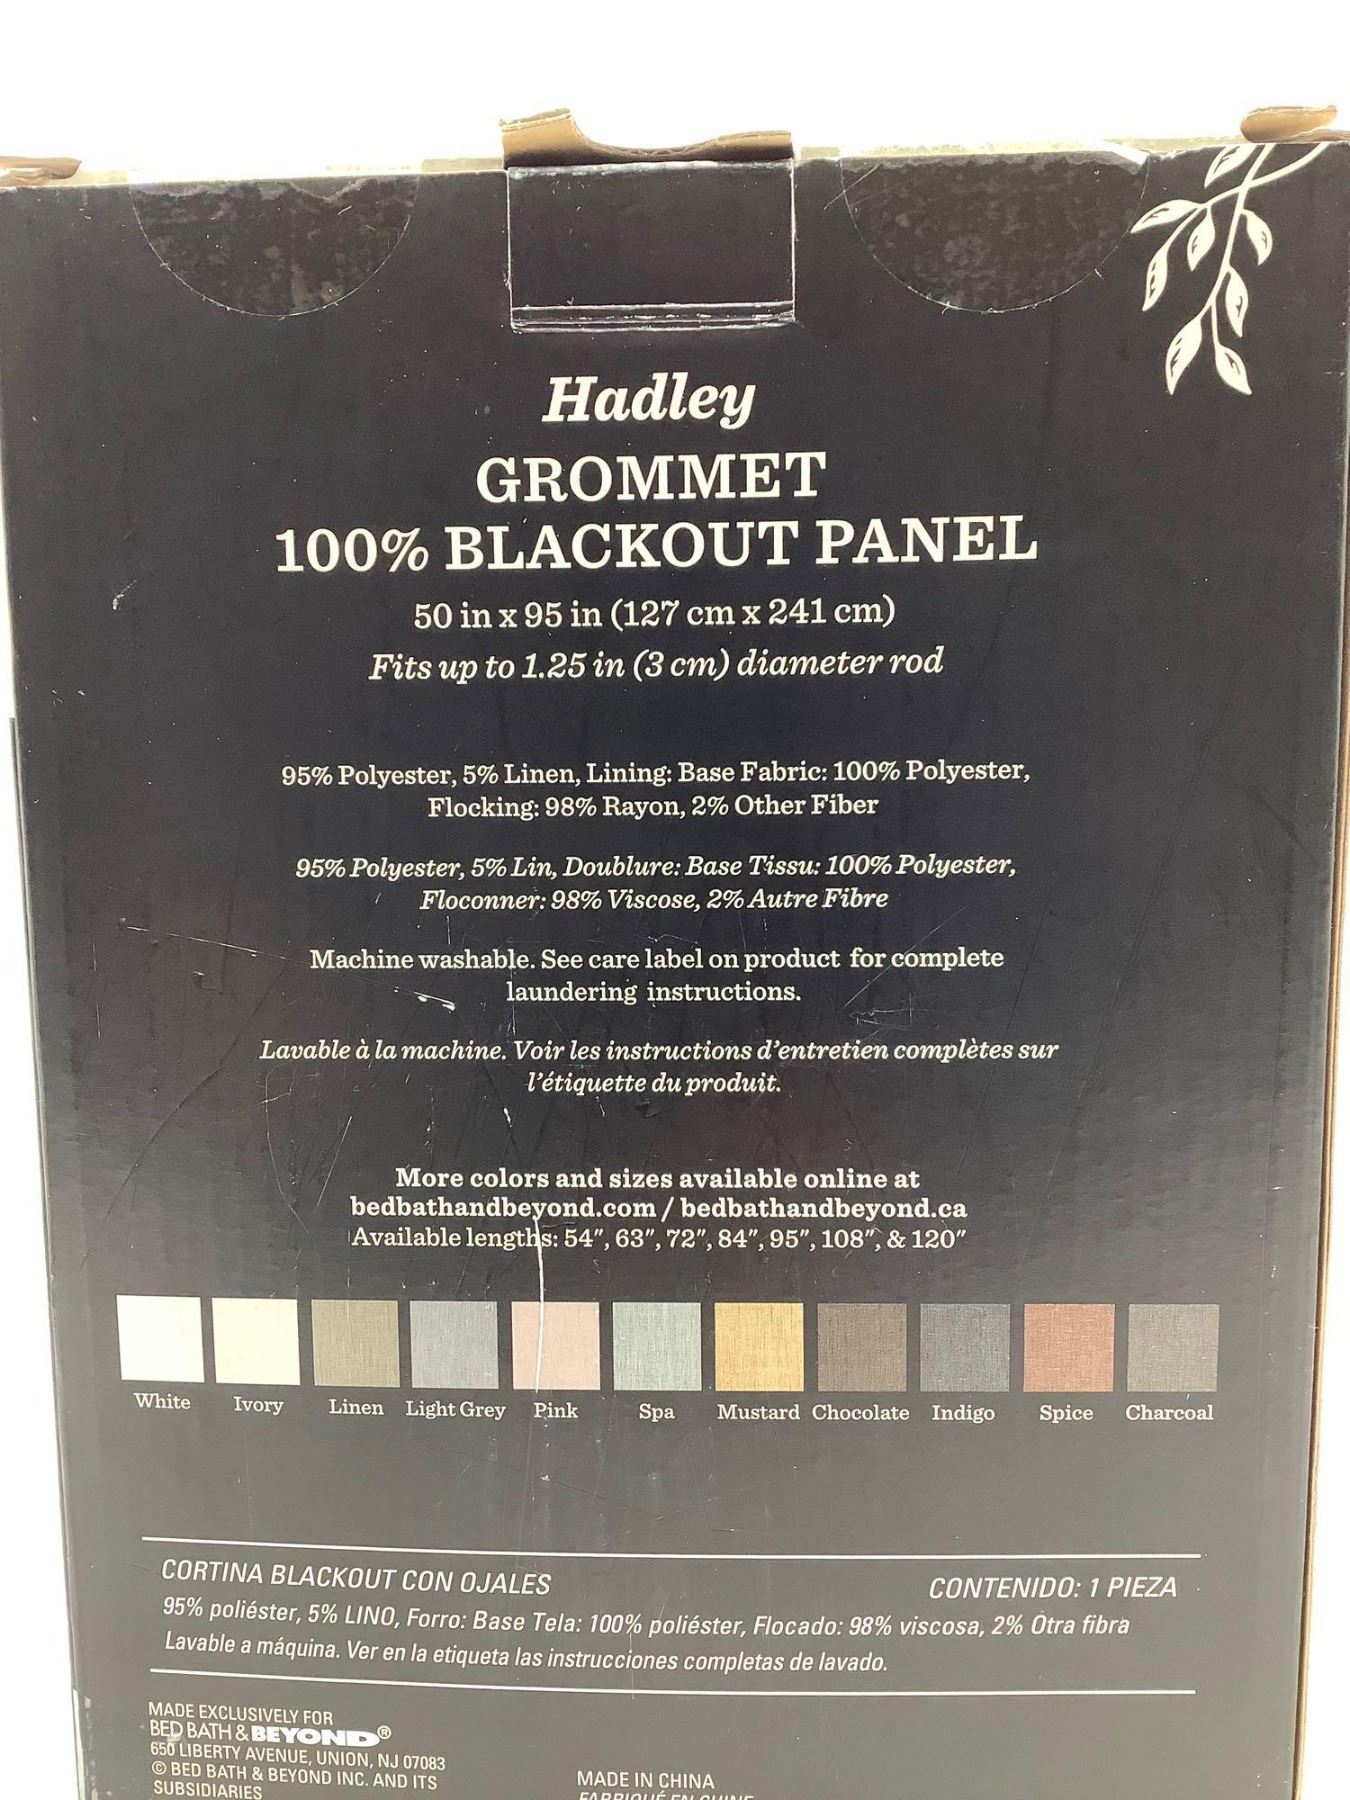 Hadley
GROMMET
100% BLACKOUT PANEL
50 in x 95 in (127 cm x 241 cm)
Fits up to 1.25 in (3 cm) diameter rod
95% Polyester, 5% Linen, Lining: Base Fabric: 100% Polyester,
Flocking: 98% Rayon, 2% Other Fiber
95% Polyester, 5% Lin, Doublure: Base Tissu: 100% Polyester,
Floconner: 98% Viscose, 2% Autre Fibre
Machine washable. See care label on product for complete
laundering instructions.
Lavable à la machine. Voir les instructions d'entretien complètes sur
l'étiquette du produit.
More colors and sizes available online at
bedbathandbeyond.com / bedbathandbeyond.ca
Available lengths: 54", 63", 72", 84", 95", 108", & 120"
White Ivory Linen Light Grey Pink Spa Mustard Chocolate Indigo Spice Charcoal
CORTINA BLACKOUT CON OJALES CONTENIDO: 1 PIEZA
95% poliéster, 5% LINO, Forro: Base Tela: 100% poliéster, Flocado: 98% viscosa, 2% Otra fibra
Lavable a máquina. Ver en la etiqueta las instrucciones completas de lavado.
MADE EXCLUSIVELY FOR
BED BATH & BEYOND®
650 LIBERTY AVENUE, UNION, NJ 07083
© BED BATH & BEYOND INC. AND ITS
SUBSIDIARIES
MADE IN CHINA
FABRIQUÉ EN CHINE